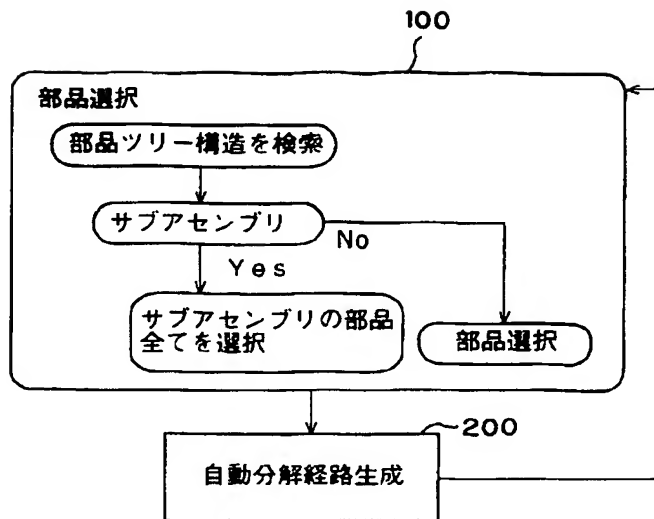 100
部品選択
部品ツリー構造を検索
サブアセンブリ
No
Yes
サブアセンブリの部品
全てを選択
部品選択
200
自動分解経路生成